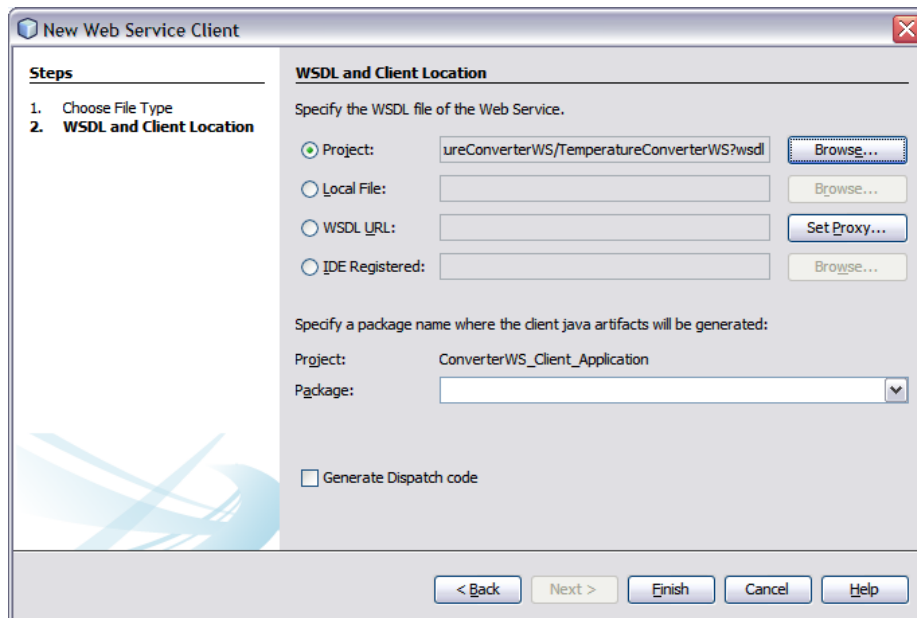 New Web Service Client
Steps
1. Choose File Type
2. WSDL and Client Location
WSDL and Client Location
Specify the WSDL file of the Web Service.
Project: ureConverterWS/TemperatureConverterWS?wsdl Browse...
Local File: Browse...
WSDL URL: Set Proxy...
IDE Registered: Browse...
Specify a package name where the client java artifacts will be generated:
Project: ConverterWS_Client_Application
Package:
Generate Dispatch code
< Back Next > Finish Cancel Help